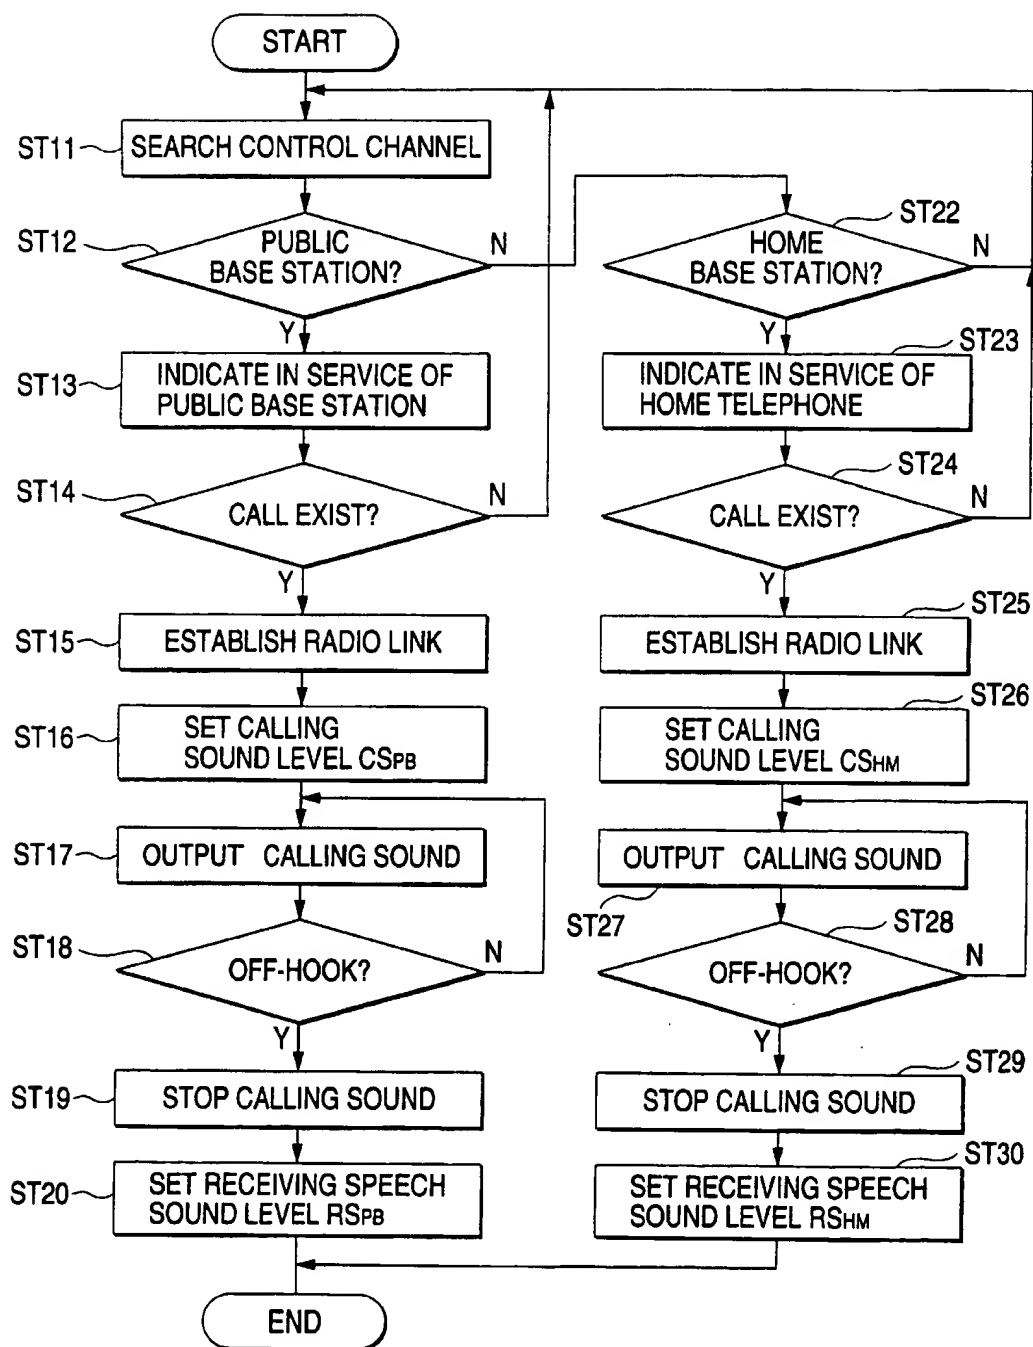 START
ST11
SEARCH CONTROL CHANNEL
ST12
PUBLIC
BASE STATION?
N
Y
ST13
INDICATE IN SERVICE OF
PUBLIC BASE STATION
ST14
CALL EXIST?
N
Y
ST15
ESTABLISH RADIO LINK
ST16
SET CALLING
SOUND LEVEL CSPB
ST17
OUTPUT CALLING SOUND
ST18
OFF-HOOK?
N
Y
ST19
STOP CALLING SOUND
ST20
SET RECEIVING SPEECH
SOUND LEVEL RSPB
END
ST22
HOME
BASE STATION?
N
Y
ST23
INDICATE IN SERVICE OF
HOME TELEPHONE
ST24
CALL EXIST?
N
Y
ST25
ESTABLISH RADIO LINK
ST26
SET CALLING
SOUND LEVEL CSHM
OUTPUT CALLING SOUND
ST27
ST28
OFF-HOOK?
N
Y
ST29
STOP CALLING SOUND
ST30
SET RECEIVING SPEECH
SOUND LEVEL RSHM